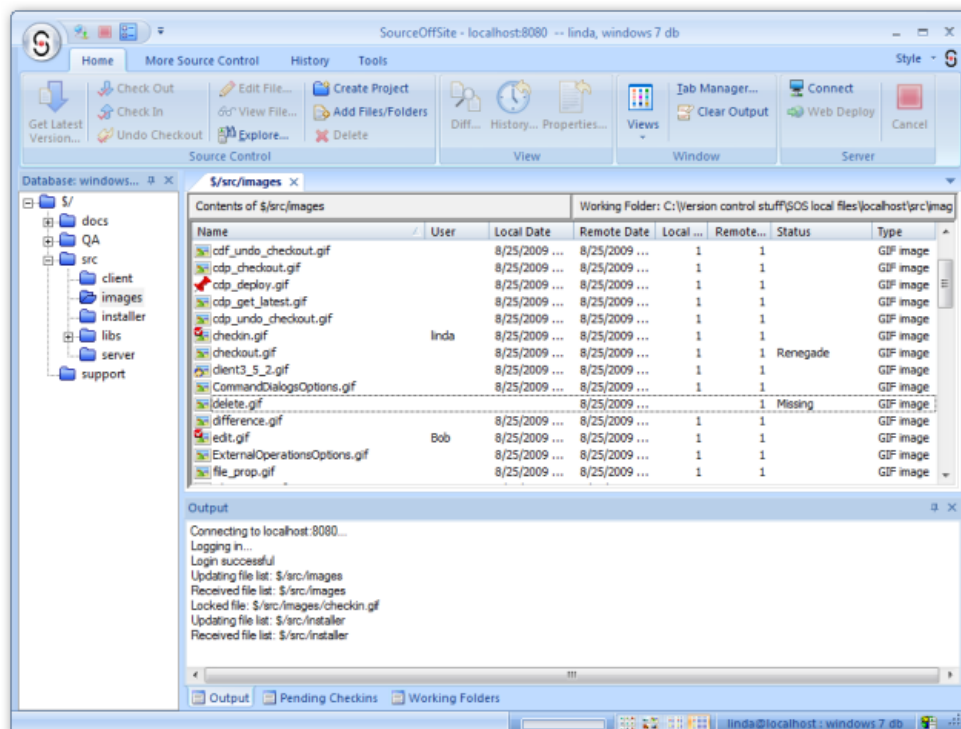 SourceOffSite - localhost:8080 -- linda, windows 7 db
Home More Source Control History Tools Style
Check Out Edit File... Create Project Tab Manager... Connect
Check In View File... Add Files/Folders Clear Output Web Deploy
Get Latest Version... Undo Checkout Explore... Delete Diff... History... Properties... Views Cancel
Source Control View Window Server
Database: windows... $/src/images
$/ Contents of $/src/images Working Folder: C:\Version control stuff\SOS local files\localhost\src\imag
docs
QA
src
client
images
installer
libs
server
support
Name User Local Date Remote Date Local ... Remote... Status Type
cdf_undo_checkout.gif 8/25/2009 ... 8/25/2009 ... 1 1 GIF image
cdp_checkout.gif 8/25/2009 ... 8/25/2009 ... 1 1 GIF image
cdp_deploy.gif 8/25/2009 ... 8/25/2009 ... 1 1 GIF image
cdp_get_latest.gif 8/25/2009 ... 8/25/2009 ... 1 1 GIF image
cdp_undo_checkout.gif 8/25/2009 ... 8/25/2009 ... 1 1 GIF image
checkin.gif linda 8/25/2009 ... 8/25/2009 ... 1 1 GIF image
checkout.gif 8/25/2009 ... 8/25/2009 ... 1 1 Renegade GIF image
client3_5_2.gif 8/25/2009 ... 8/25/2009 ... 1 1 GIF image
CommandDialogsOptions.gif 8/25/2009 ... 8/25/2009 ... 1 1 GIF image
delete.gif 8/25/2009 ... 1 Missing GIF image
difference.gif 8/25/2009 ... 8/25/2009 ... 1 1 GIF image
edit.gif Bob 8/25/2009 ... 8/25/2009 ... 1 1 GIF image
ExternalOperationsOptions.gif 8/25/2009 ... 8/25/2009 ... 1 1 GIF image
file_prop.gif 8/25/2009 ... 8/25/2009 ... 1 1 GIF image
Output
Connecting to localhost:8080...
Logging in...
Login successful
Updating file list: $/src/images
Received file list: $/src/images
Locked file: $/src/images/checkin.gif
Updating file list: $/src/installer
Received file list: $/src/installer
Output Pending Checkins Working Folders
linda@localhost : windows 7 db